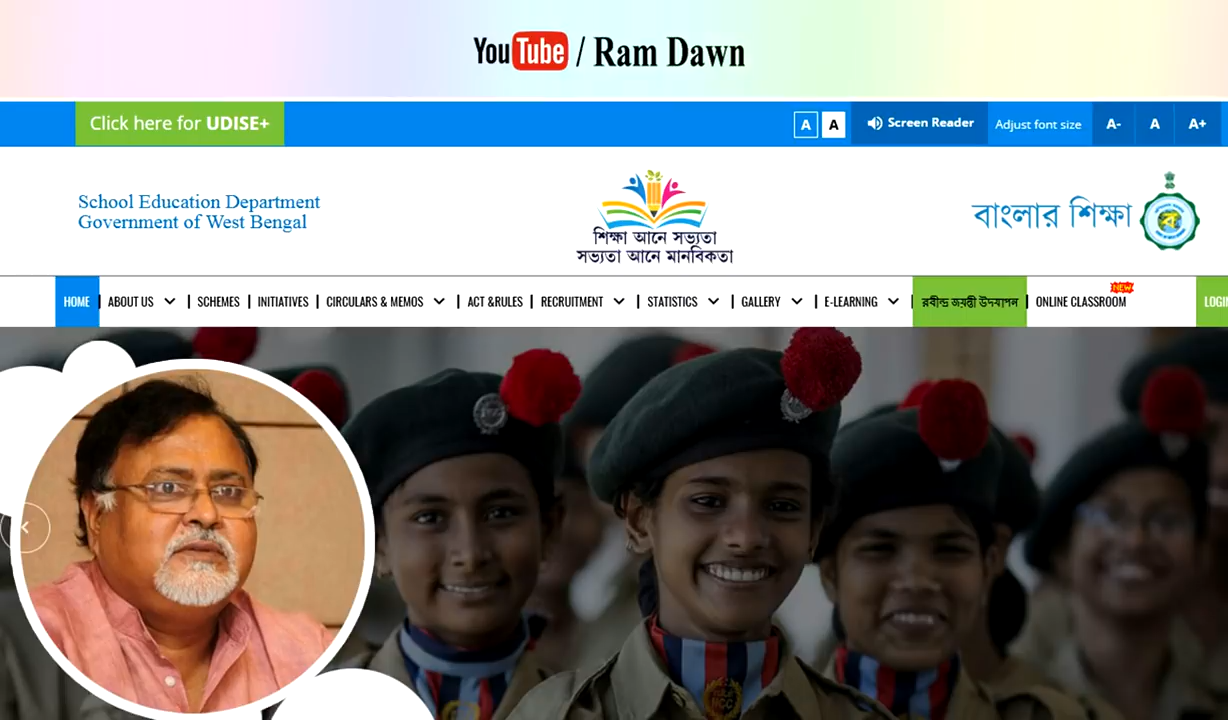 YouTube / Ram Dawn
Click here for UDISE+
A A Screen Reader Adjust font size A- A A+
School Education Department
Government of West Bengal
শিক্ষা আনে সভ্যতা
সভ্যতা আনে মানবিকতা
বাংলার শিক্ষা
HOME ABOUT US SCHEMES INITIATIVES CIRCULARS & MEMOS ACT &RULES RECRUITMENT STATISTICS GALLERY E-LEARNING রবীন্দ্র জয়ন্তী উদযাপন ONLINE CLASSROOM NEW LOGIN
NCC